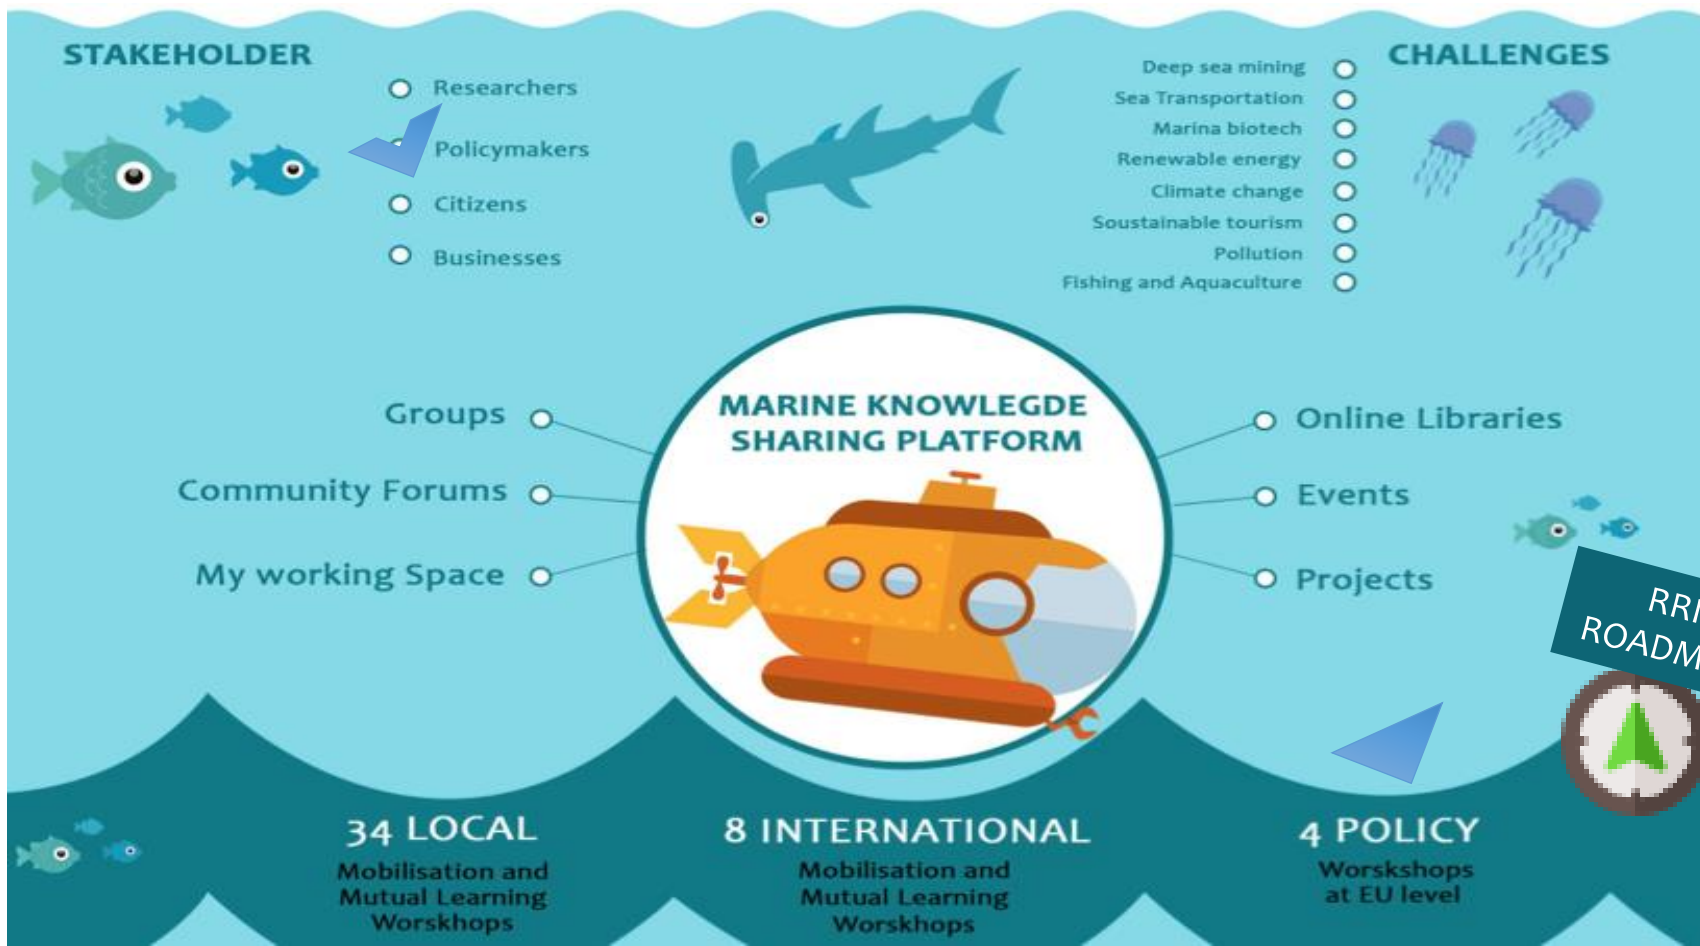 STAKEHOLDER
Researchers
Policymakers
Citizens
Businesses
CHALLENGES
Deep sea mining
Sea Transportation
Marina biotech
Renewable energy
Climate change
Soustainable tourism
Pollution
Fishing and Aquaculture
MARINE KNOWLEGDE
SHARING PLATFORM
Groups
Community Forums
My working Space
Online Libraries
Events
Projects
RRI
ROADM
34 LOCAL
Mobilisation and
Mutual Learning
Worskhops
8 INTERNATIONAL
Mobilisation and
Mutual Learning
Worskhops
4 POLICY
Worskshops
at EU level